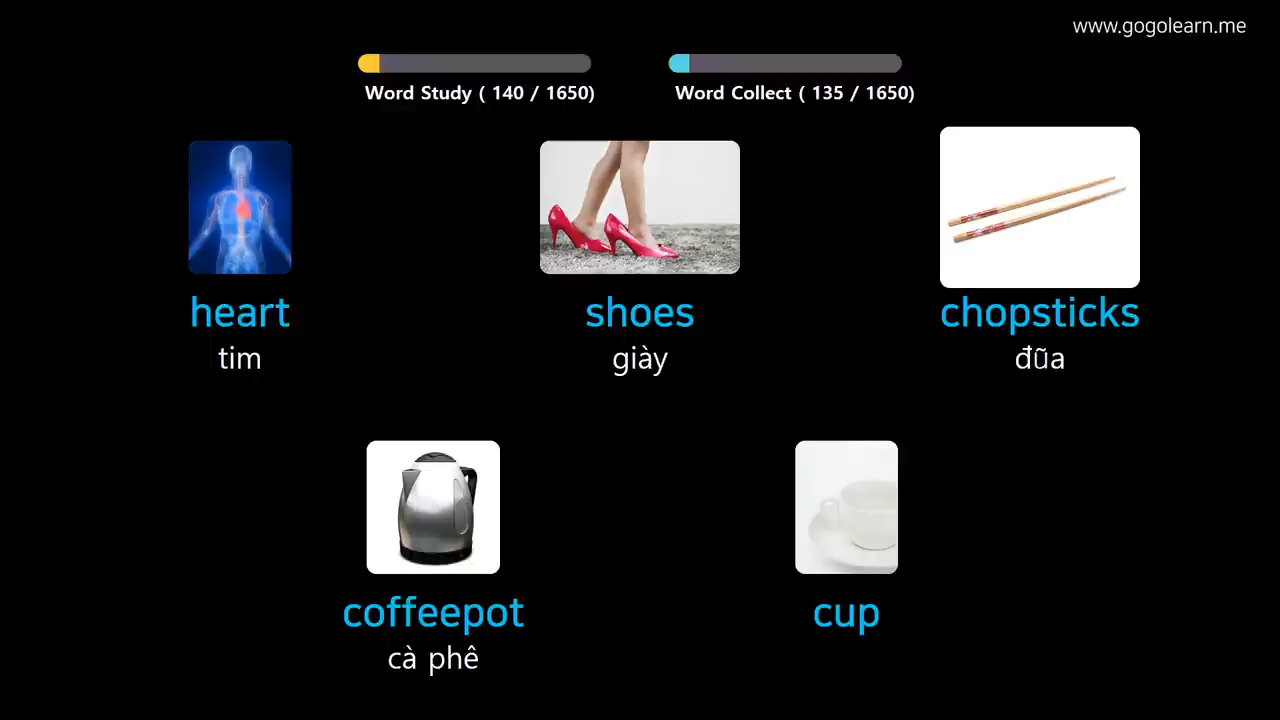 www.gogolearn.me
Word Study ( 140 / 1650)
Word Collect ( 135 / 1650)
heart
tim
shoes
giày
chopsticks
đũa
coffeepot
cà phê
cup